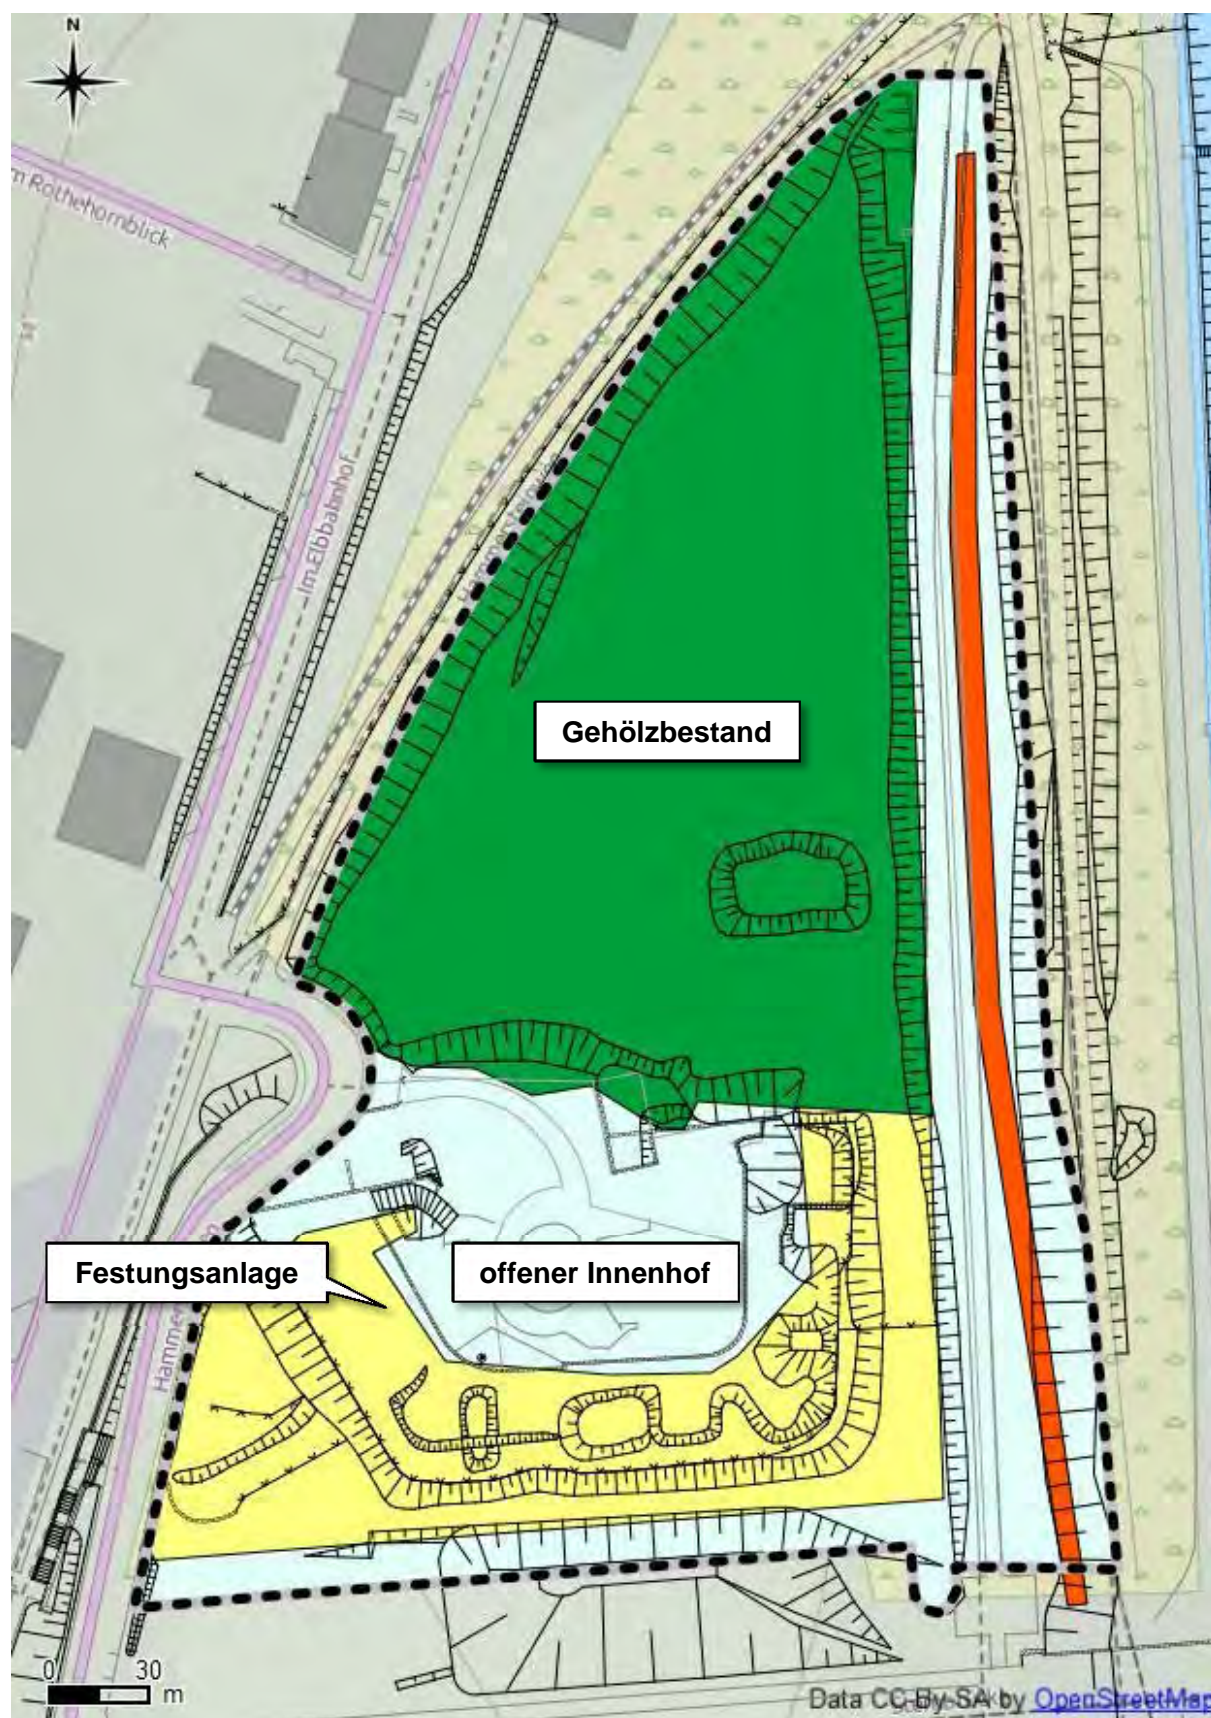 N
m Rothehornblick
Im Elbbahnhof
Gehölzbestand
Festungsanlage
offener Innenhof
Hamme
0 30
m
Data CC-By-SA by OpenStreetMap